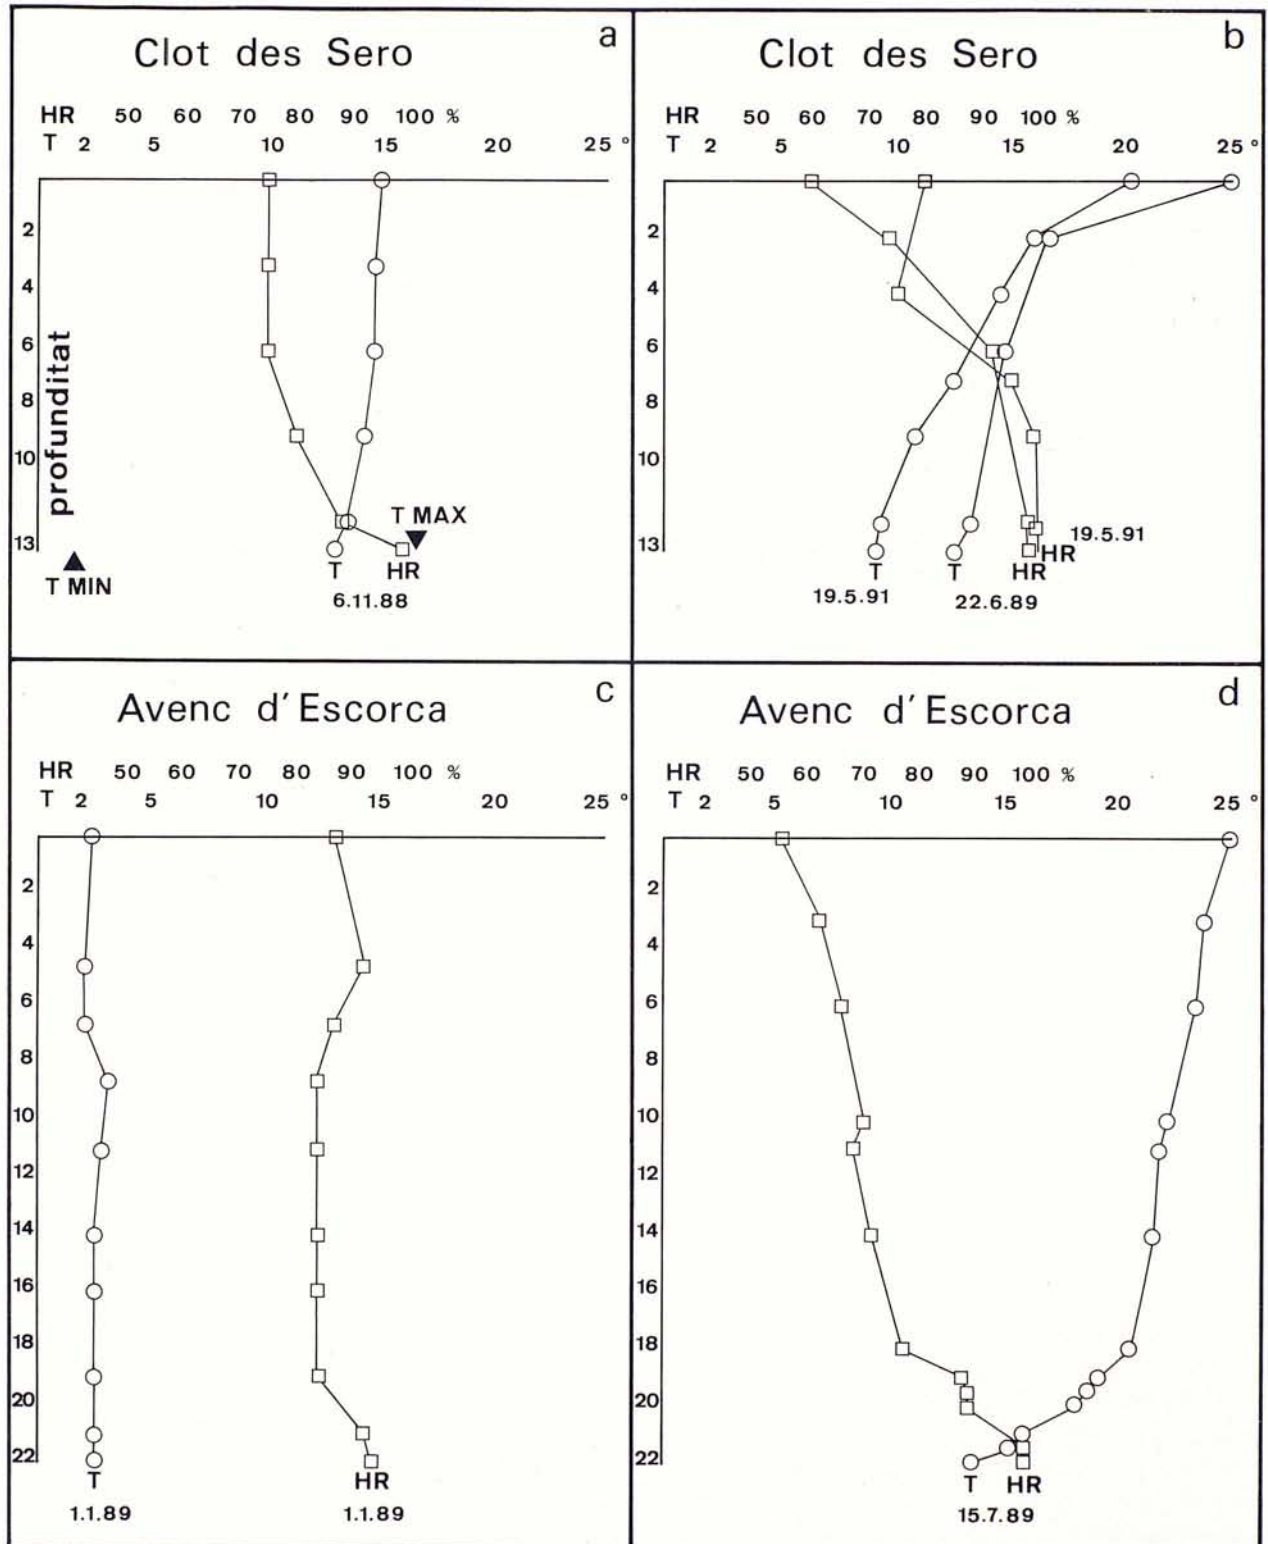 a
Clot des Sero
HR 50 60 70 80 90 100 %
T 2 5 10 15 20 25 °
2
4
6
8
10
13
profunditat
T MAX
T MIN
T HR
6.11.88
b
Clot des Sero
HR 50 60 70 80 90 100 %
T 2 5 10 15 20 25 °
2
4
6
8
10
13
19.5.91
HR
T T HR
19.5.91 22.6.89
c
Avenc d'Escorca
HR 50 60 70 80 90 100 %
T 2 5 10 15 20 25 °
2
4
6
8
10
12
14
16
18
20
22
T HR
1.1.89 1.1.89
d
Avenc d'Escorca
HR 50 60 70 80 90 100 %
T 2 5 10 15 20 25 °
2
4
6
8
10
12
14
16
18
20
22
T HR
15.7.89